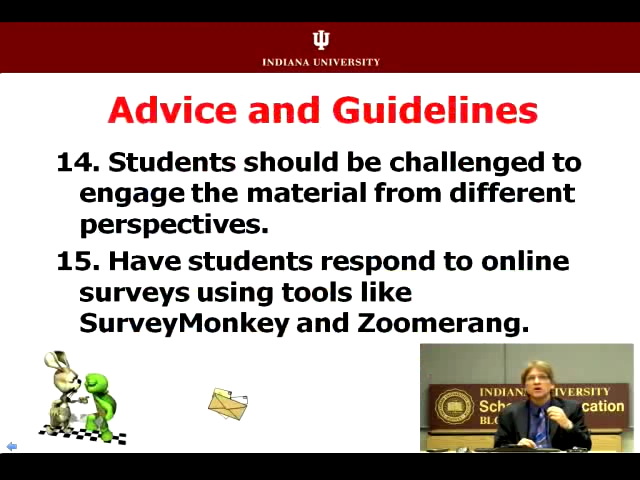 INDIANA UNIVERSITY
Advice and Guidelines
14. Students should be challenged to
engage the material from different
perspectives.
15. Have students respond to online
surveys using tools like
SurveyMonkey and Zoomerang.
INDIANA UNIVERSITY